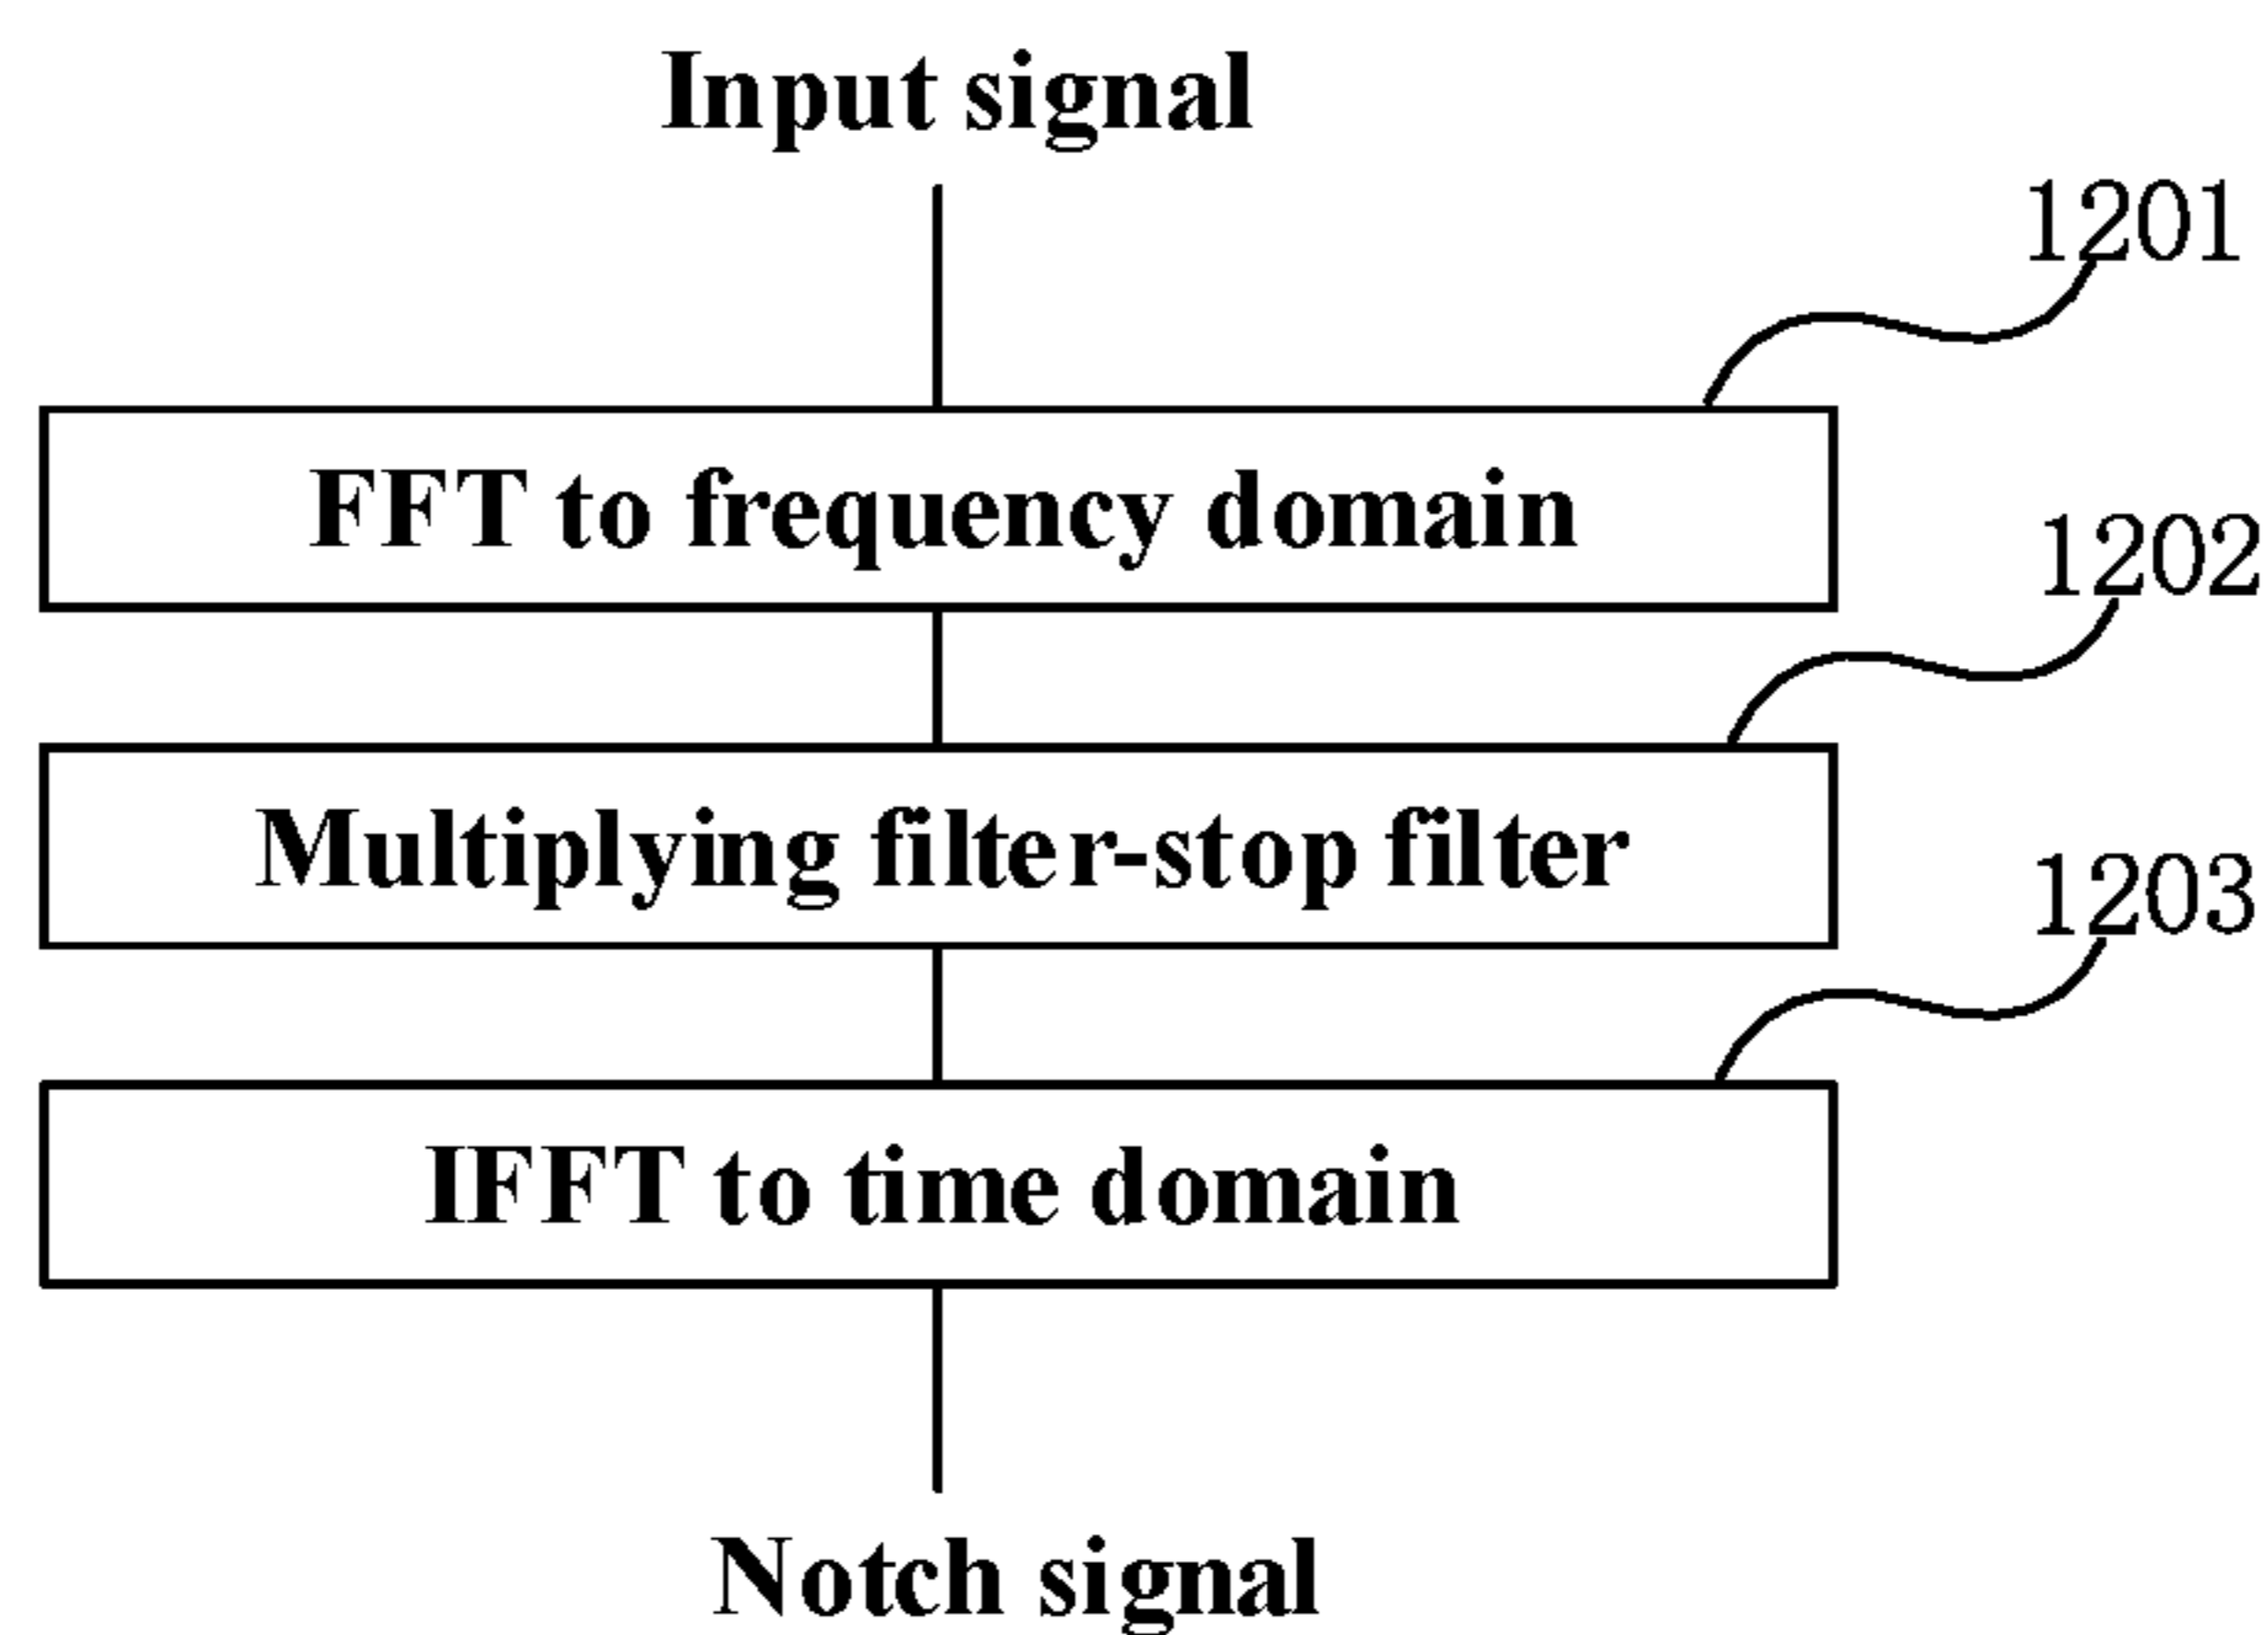 Input signal
1201
FFT to frequency domain
1202
Multiplying filter-stop filter
1203
IFFT to time domain
Notch signal